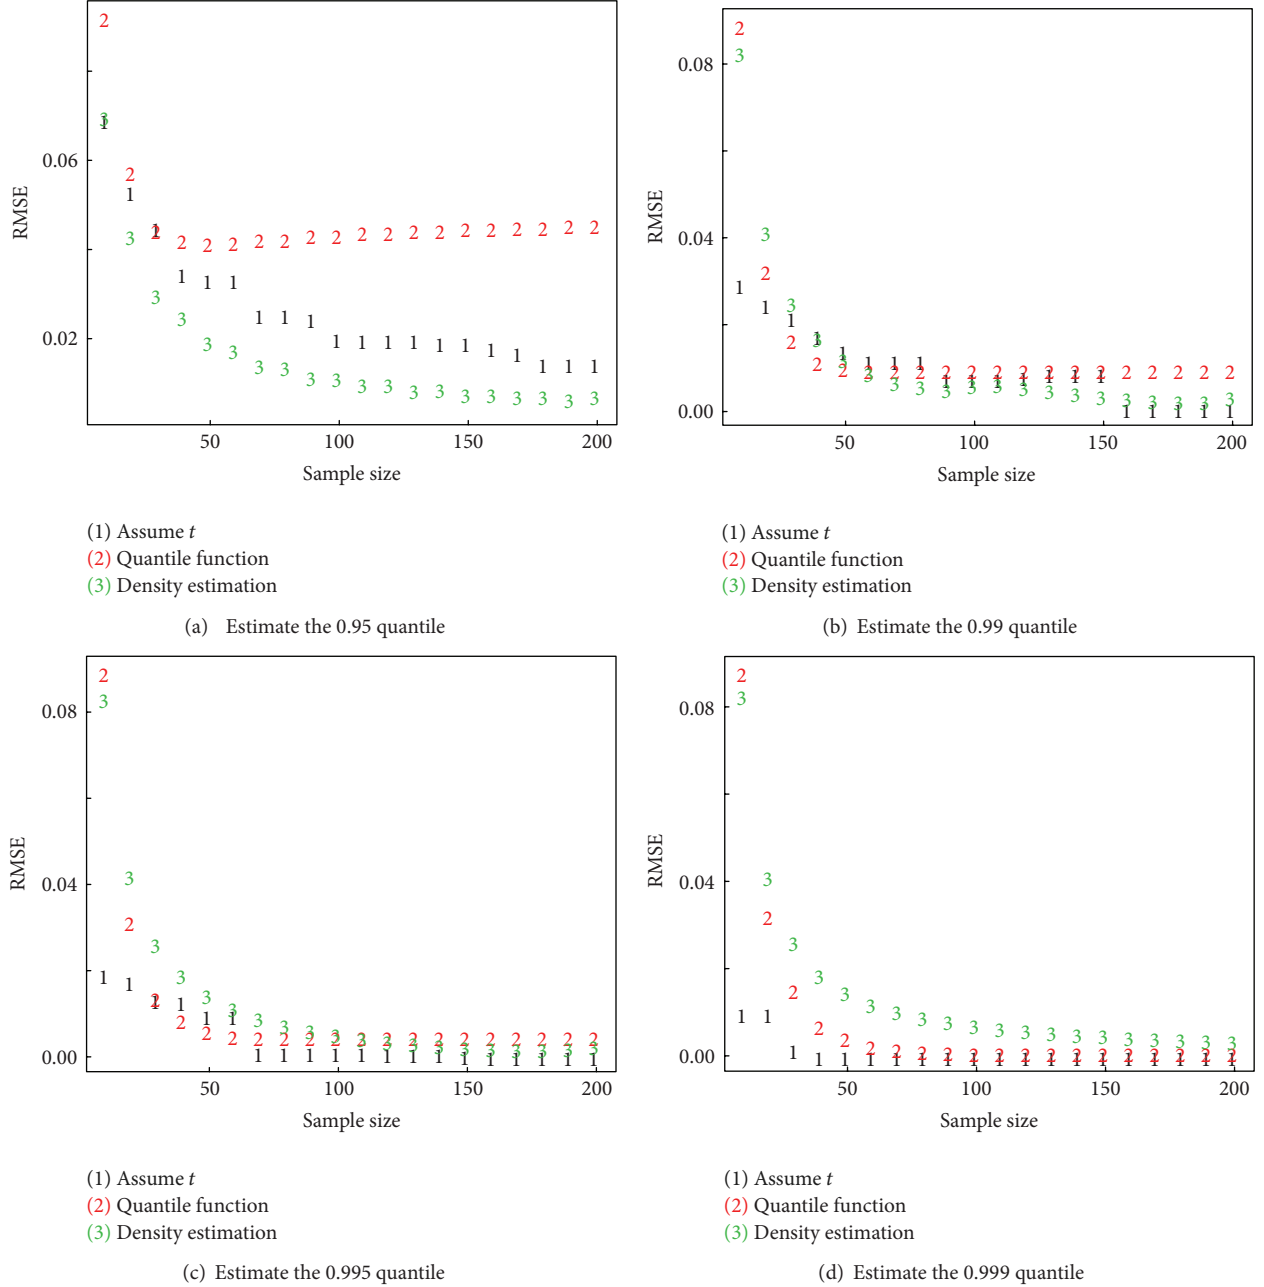 RMSE
0.06
0.02
50 100 150 200
Sample size
(1) Assume t
(2) Quantile function
(3) Density estimation
(a) Estimate the 0.95 quantile
RMSE
0.08
0.04
0.00
50 100 150 200
Sample size
(1) Assume t
(2) Quantile function
(3) Density estimation
(b) Estimate the 0.99 quantile
RMSE
0.08
0.04
0.00
50 100 150 200
Sample size
(1) Assume t
(2) Quantile function
(3) Density estimation
(c) Estimate the 0.995 quantile
RMSE
0.08
0.04
0.00
50 100 150 200
Sample size
(1) Assume t
(2) Quantile function
(3) Density estimation
(d) Estimate the 0.999 quantile